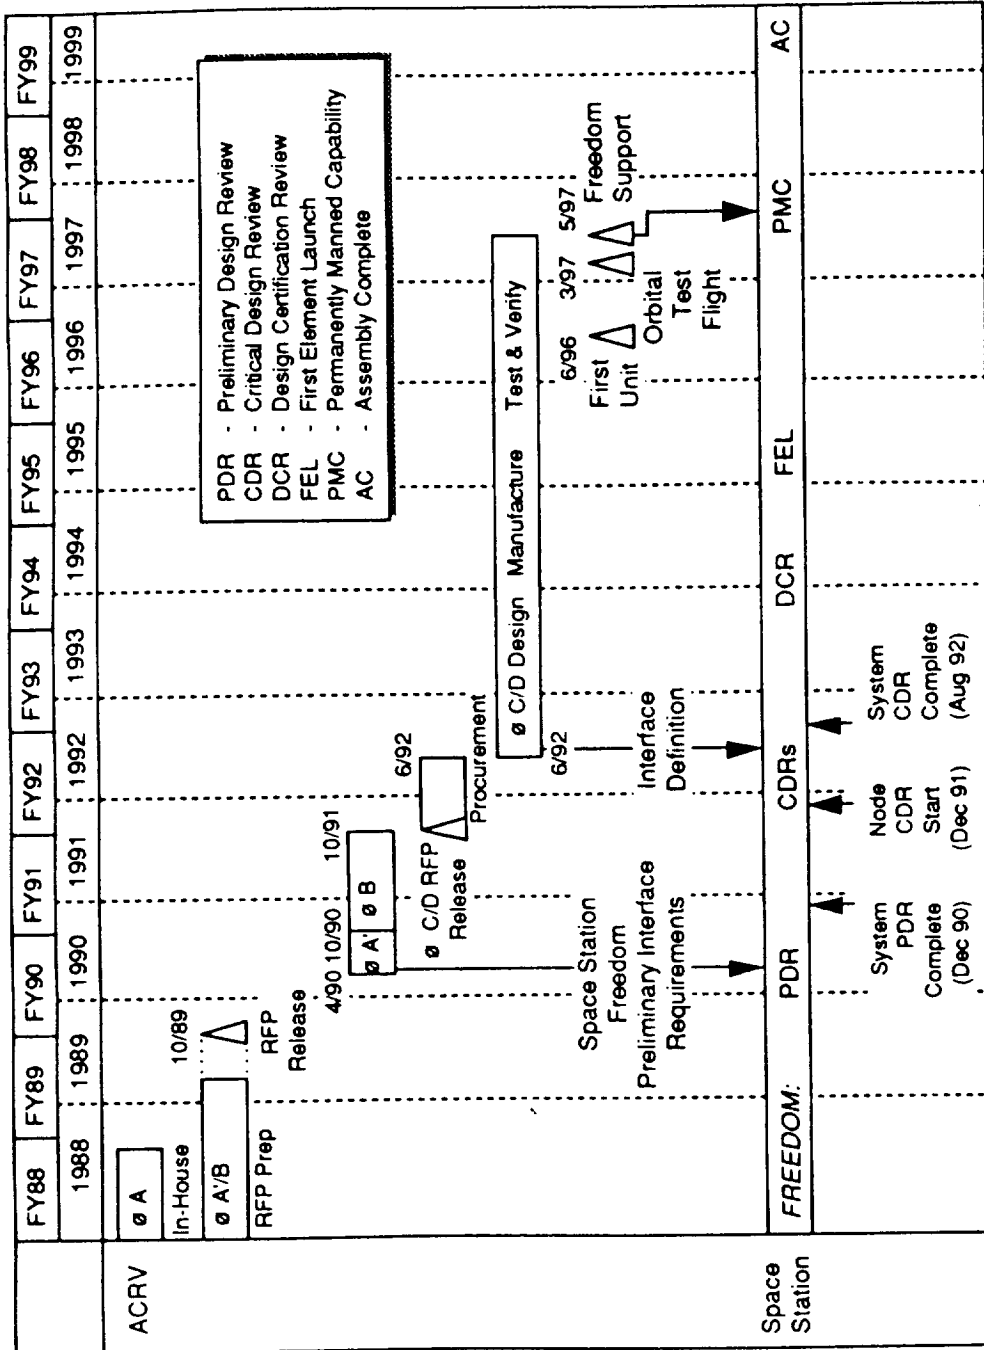 FY88 FY89 FY90 FY91 FY92 FY93 FY94 FY95 FY96 FY97 FY98 FY99
1988 1989 1990 1991 1992 1993 1994 1995 1996 1997 1998 1999
ACRV
ø A
In-House
ø A'/B
RFP Prep
10/89
RFP
Release
4/90 10/90 10/91
ø A' ø B
ø C/D RFP
Release
6/92
Procurement
PDR - Preliminary Design Review
CDR - Critical Design Review
DCR - Design Certification Review
FEL - First Element Launch
PMC - Permanently Manned Capability
AC - Assembly Complete
ø C/D Design Manufacture Test & Verify
6/92
6/96
First
Unit
3/97
Orbital
Test
Flight
5/97
Freedom
Support
Space Station
Freedom
Preliminary Interface
Requirements
Interface
Definition
Space
Station
FREEDOM: PDR CDRs DCR FEL PMC AC
System
PDR
Complete
(Dec 90)
Node
CDR
Start
(Dec 91)
System
CDR
Complete
(Aug 92)